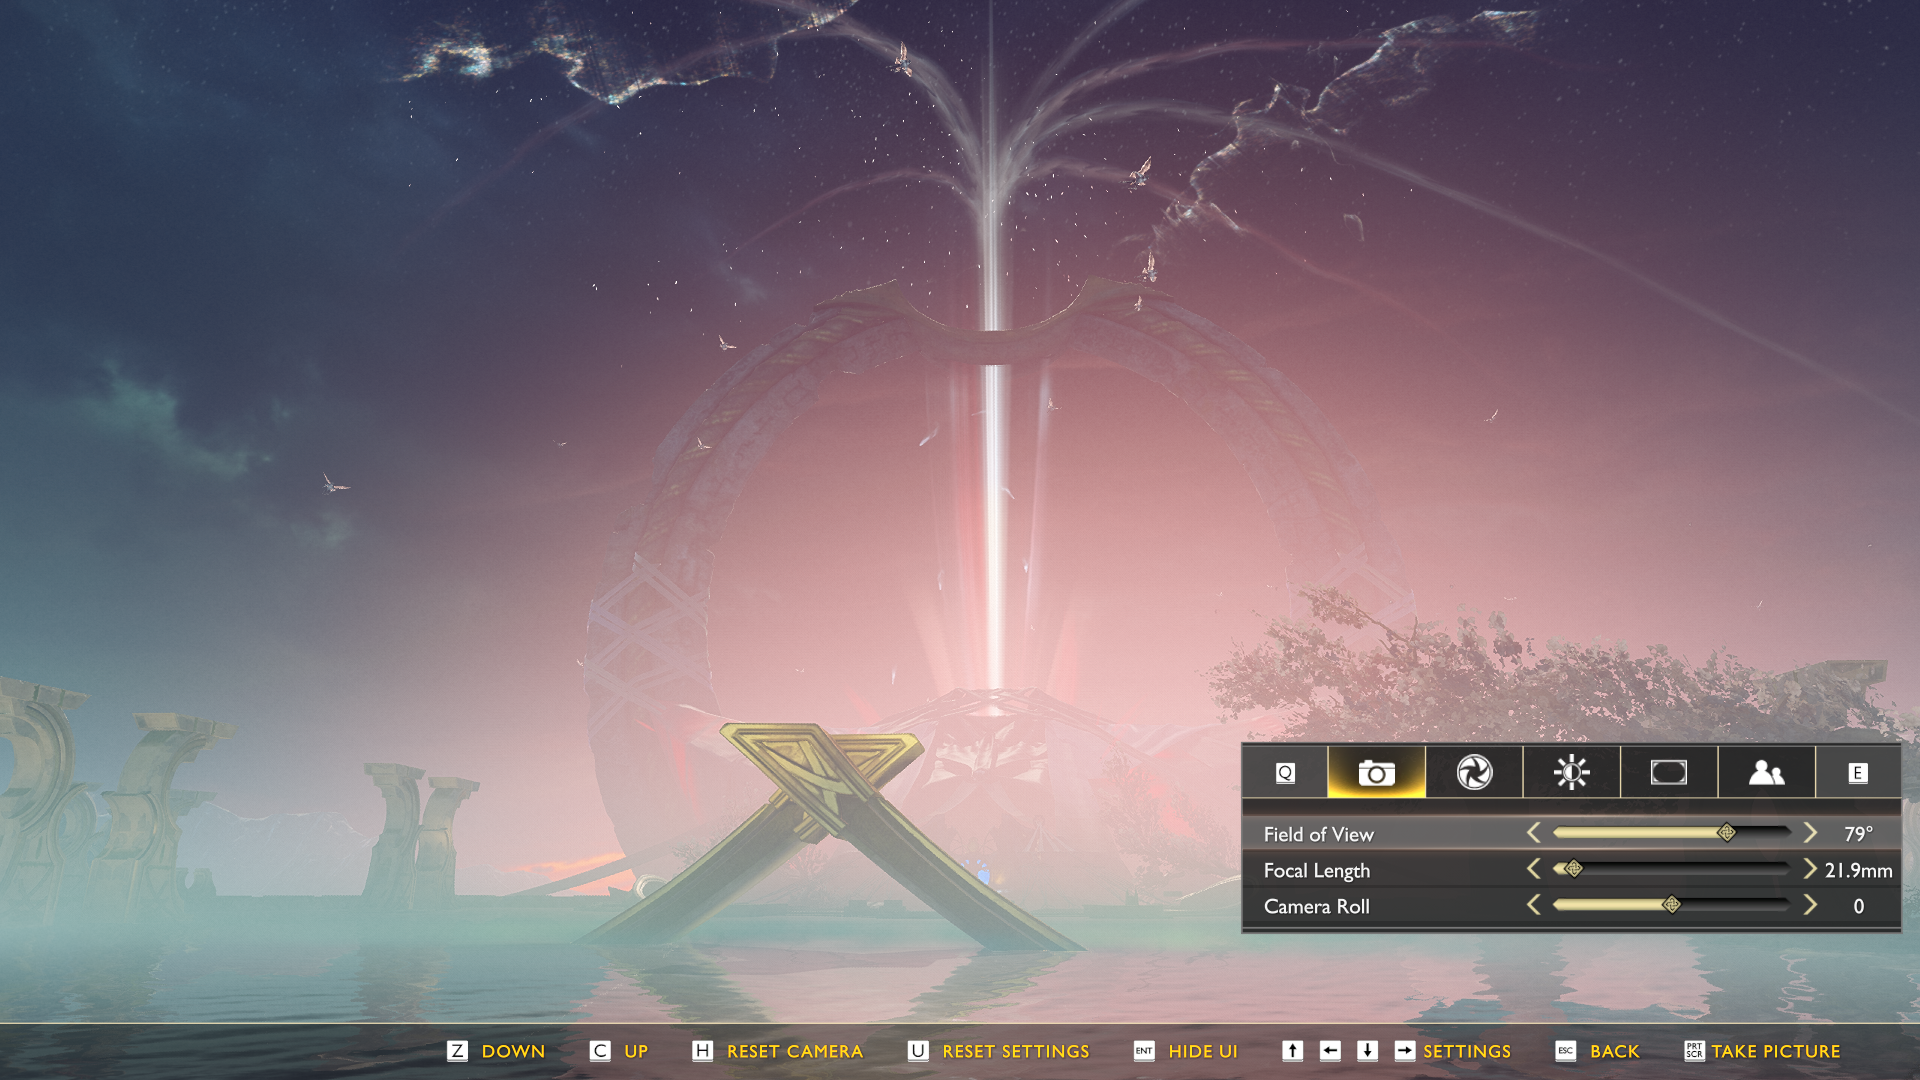 Q
E
Field of View 79°
Focal Length 21.9mm
Camera Roll 0
Z DOWN C UP H RESET CAMERA U RESET SETTINGS ENT HIDE UI SETTINGS ESC BACK PRT SCR TAKE PICTURE